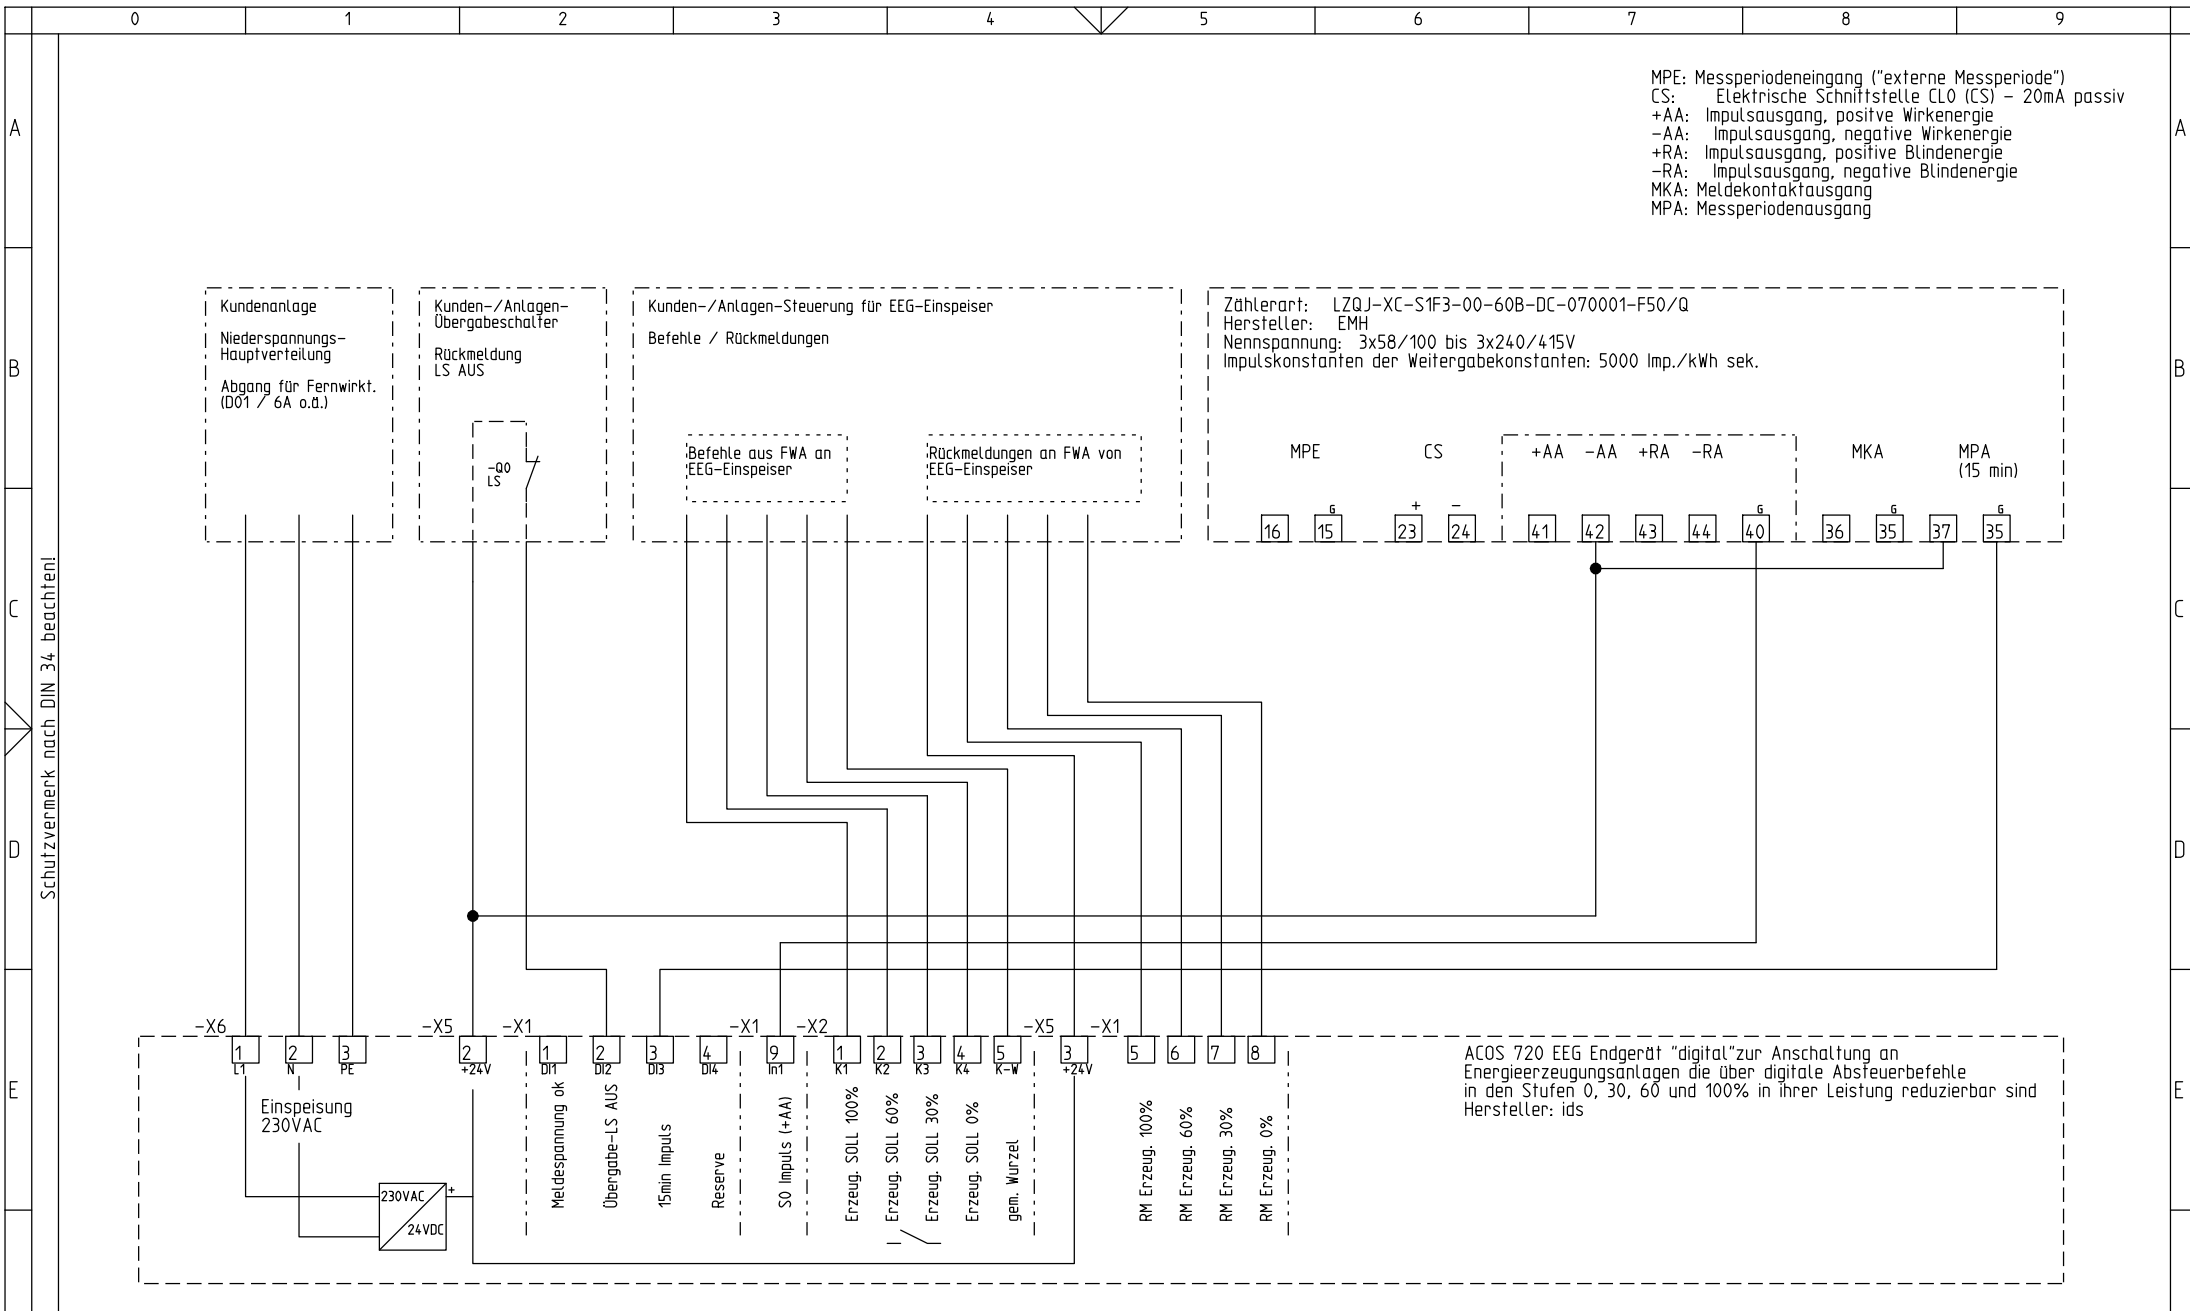 0 1 2 3 4 5 6 7 8 9
MPE: Messperiodeneingang ("externe Messperiode")
CS: Elektrische Schnittstelle CL0 (CS) - 20mA passiv
+AA: Impulsausgang, positve Wirkenergie
-AA: Impulsausgang, negative Wirkenergie
+RA: Impulsausgang, positive Blindenergie
-RA: Impulsausgang, negative Blindenergie
MKA: Meldekontaktausgang
MPA: Messperiodenausgang
A A
B B
C C
D D
E E
Schutzvermerk nach DIN 34 beachten!
Kundenanlage
Niederspannungs-
Hauptverteilung
Abgang für Fernwirkt.
(D01 / 6A o.ä.)
Kunden-/Anlagen-
Übergabeschalter
Rückmeldung
LS AUS
-Q0
LS
Kunden-/Anlagen-Steuerung für EEG-Einspeiser
Befehle / Rückmeldungen
Befehle aus FWA an
EEG-Einspeiser
Rückmeldungen an FWA von
EEG-Einspeiser
Zählerart: LZQJ-XC-S1F3-00-60B-DC-070001-F50/Q
Hersteller: EMH
Nennspannung: 3x58/100 bis 3x240/415V
Impulskonstanten der Weitergabekonstanten: 5000 Imp./kWh sek.
MPE CS +AA -AA +RA -RA MKA MPA
(15 min)
G + - G G G
16 15 23 24 41 42 43 44 40 36 35 37 35
-X6 -X5 -X1 -X1 -X2 -X5 -X1
1 2 3 2 1 2 3 4 9 1 2 3 4 5 3 5 6 7 8
L1 N PE +24V DI1 DI2 DI3 DI4 In1 K1 K2 K3 K4 K-W +24V
Einspeisung
230VAC
230VAC
24VDC
+
Meldespannung ok
Übergabe-LS AUS
15min Impuls
Reserve
S0 Impuls (+AA)
Erzeug. SOLL 100%
Erzeug. SOLL 60%
Erzeug. SOLL 30%
Erzeug. SOLL 0%
gem. Wurzel
RM Erzeug. 100%
RM Erzeug. 60%
RM Erzeug. 30%
RM Erzeug. 0%
ACOS 720 EEG Endgerät "digital"zur Anschaltung an
Energieerzeugungsanlagen die über digitale Absteuerbefehle
in den Stufen 0, 30, 60 und 100% in ihrer Leistung reduzierbar sind
Hersteller: ids